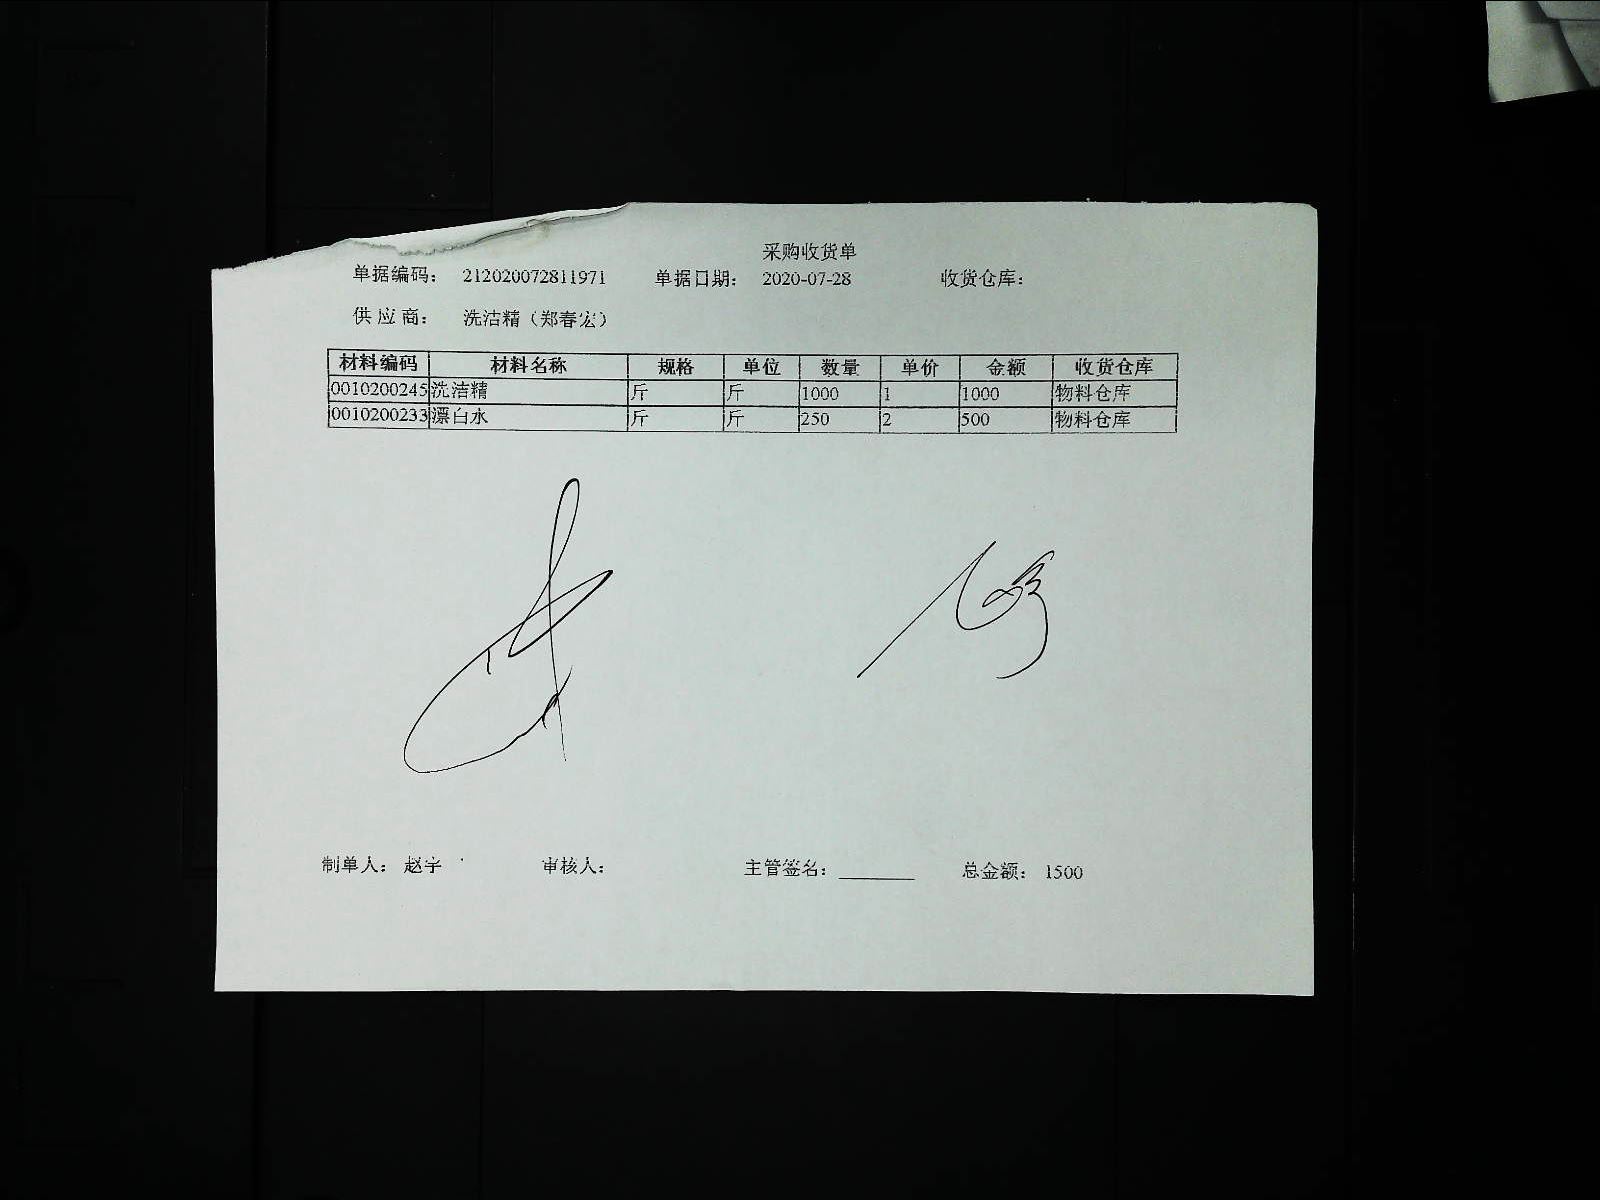 采购收货单
单据编码: 212020072811971 单据日期: 2020-07-28 收货仓库:
供应商: 洗洁精（郑春宏）
材料编码 材料名称 规格 单位 数量 单价 金额 收货仓库
0010200245 洗洁精 斤 斤 1000 1 1000 物料仓库
0010200233 漂白水 斤 斤 250 2 500 物料仓库
制单人: 赵宇 审核人: 主管签名: ________ 总金额: 1500